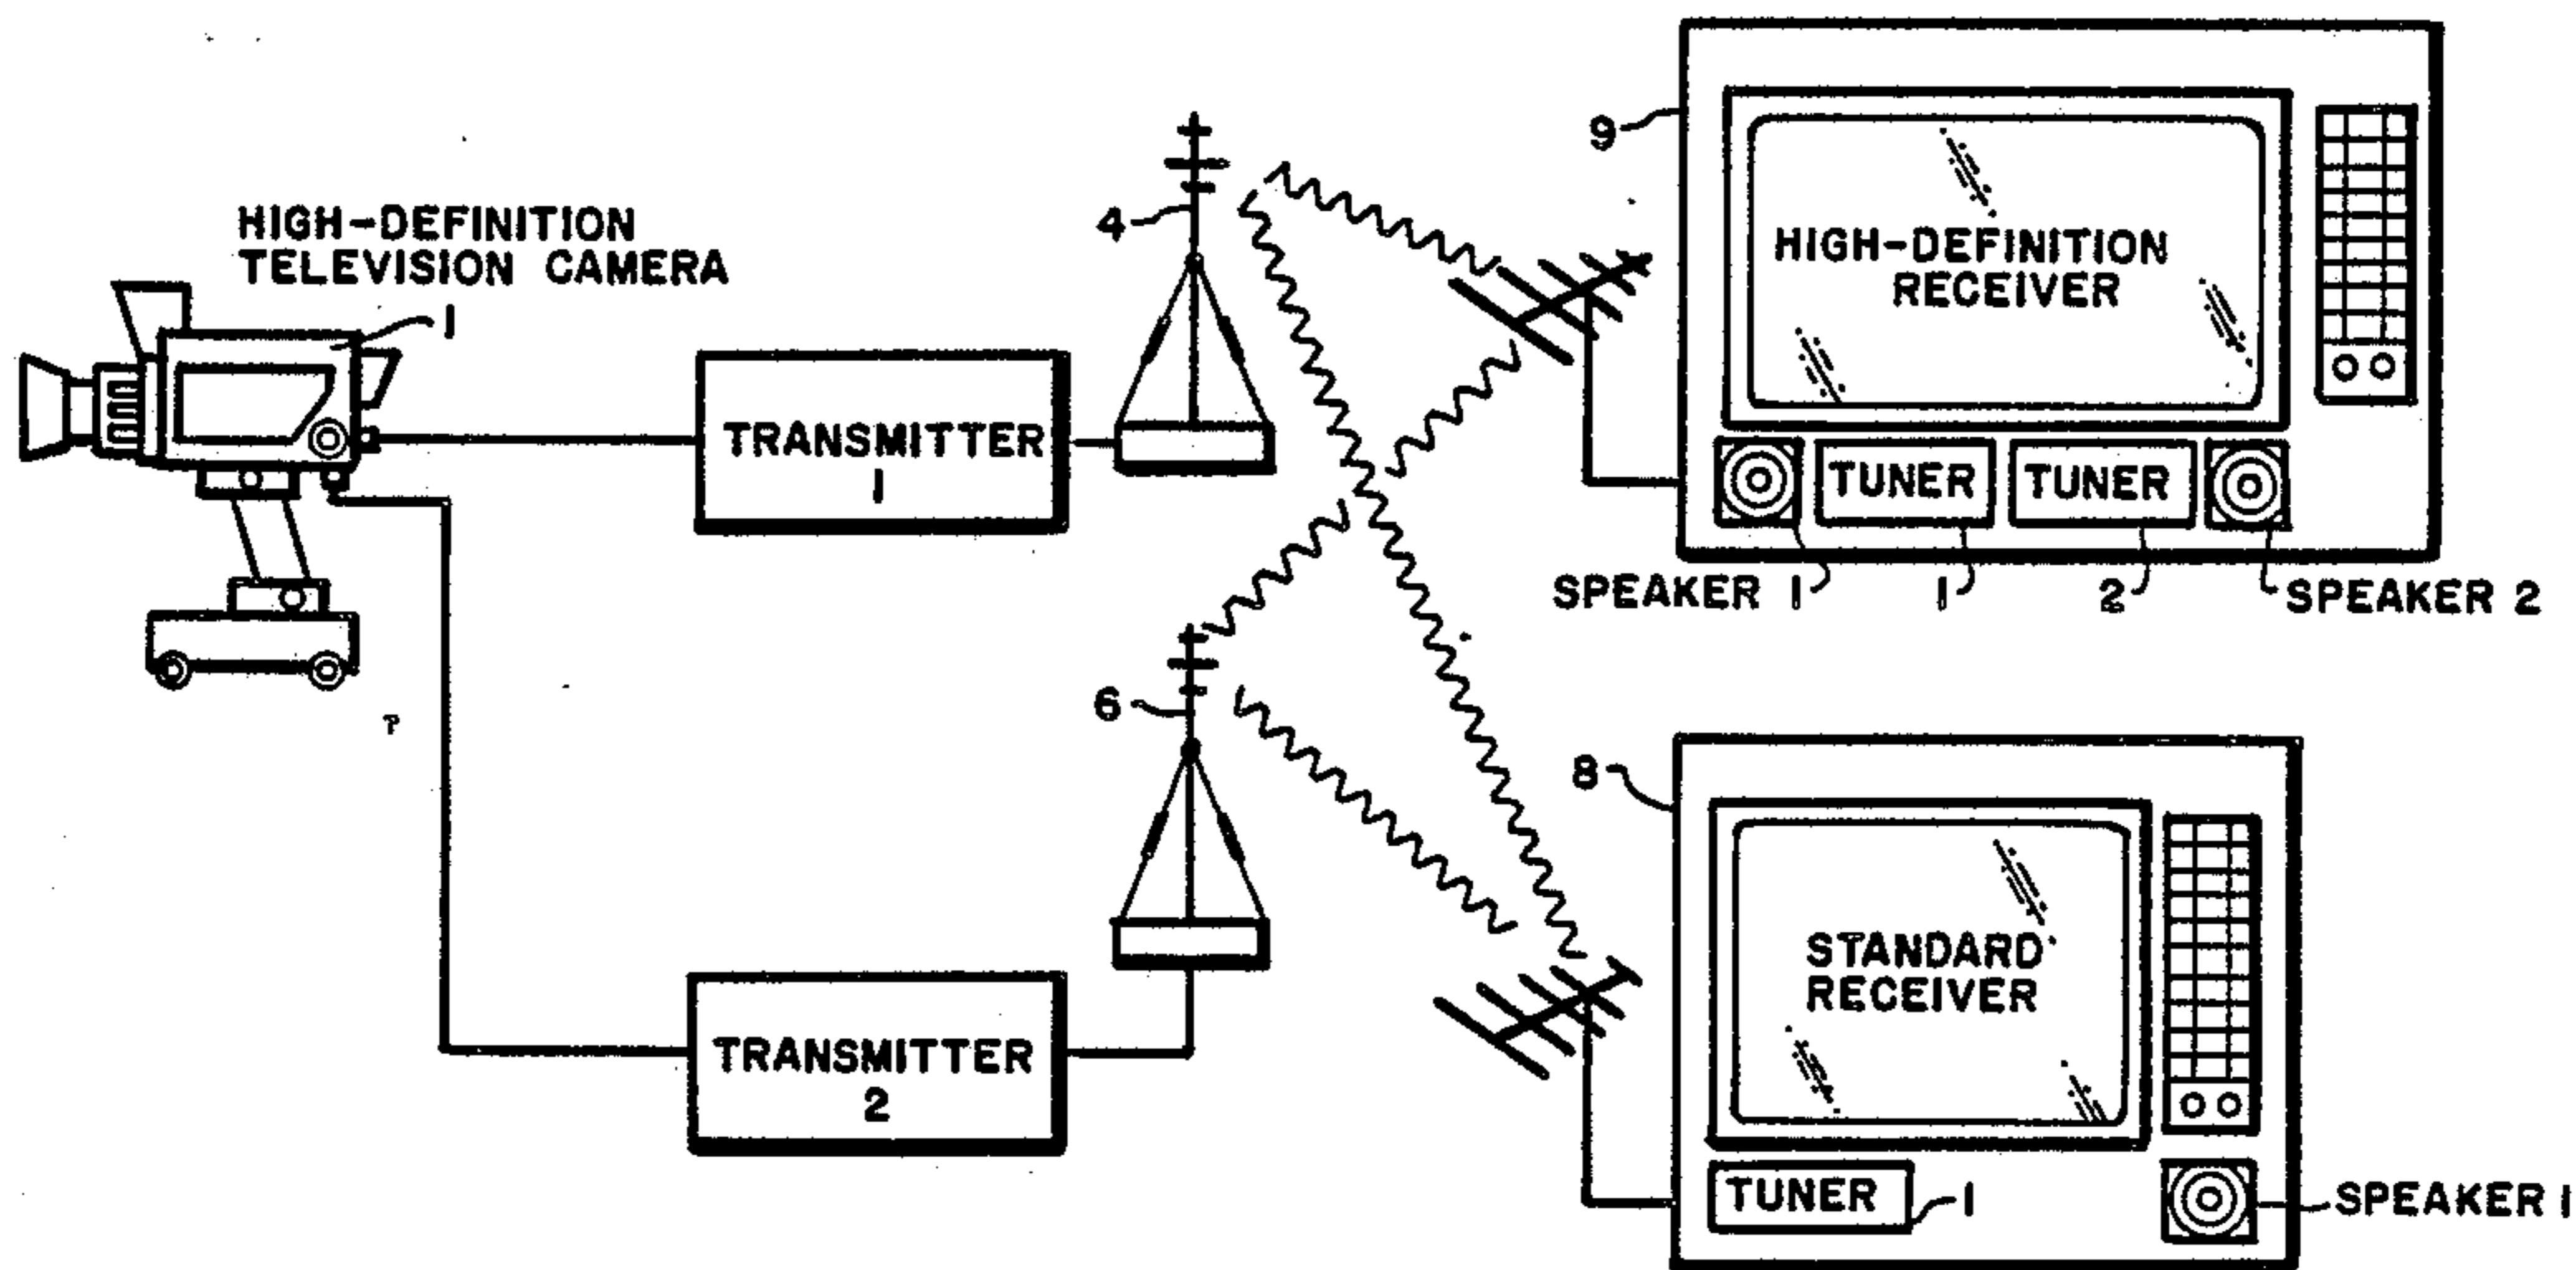 HIGH-DEFINITION
TELEVISION CAMERA
1
TRANSMITTER
1
4
9
HIGH-DEFINITION
RECEIVER
TUNER
TUNER
SPEAKER 1
1
2
SPEAKER 2
6
TRANSMITTER
2
8
STANDARD
RECEIVER
TUNER
1
SPEAKER 1